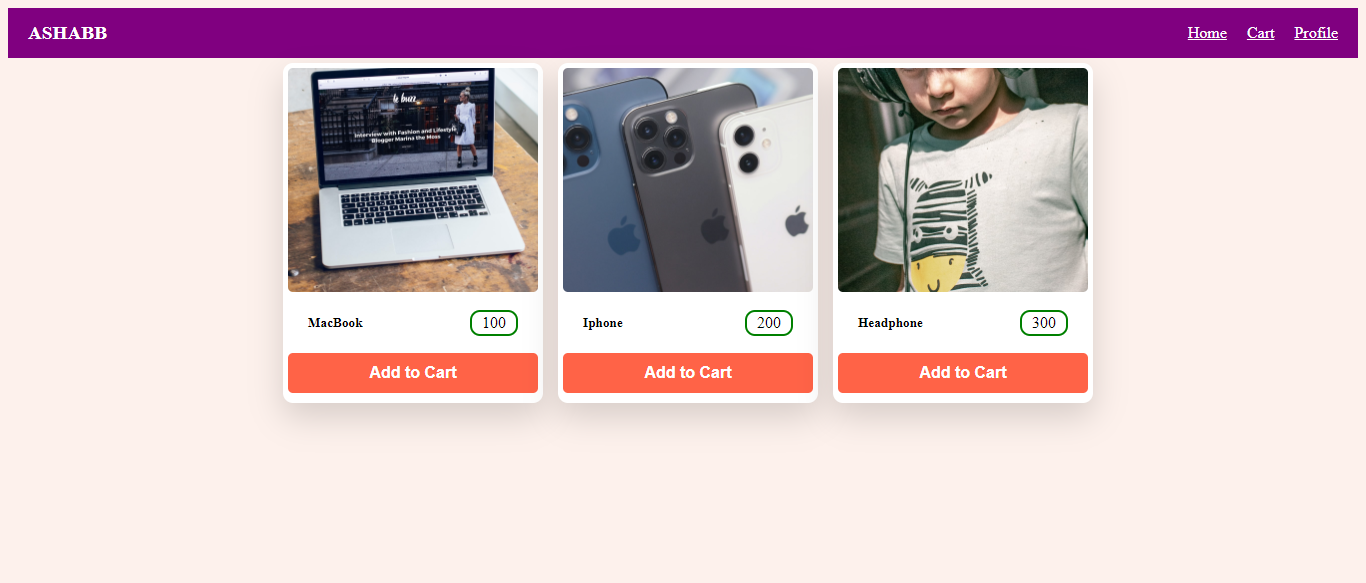 ASHABB
Home Cart Profile
le buzz
Interview with Fashion and Lifestyle
Blogger Marina the Moss
MacBook 100
Iphone 200
Headphone 300
Add to Cart
Add to Cart
Add to Cart